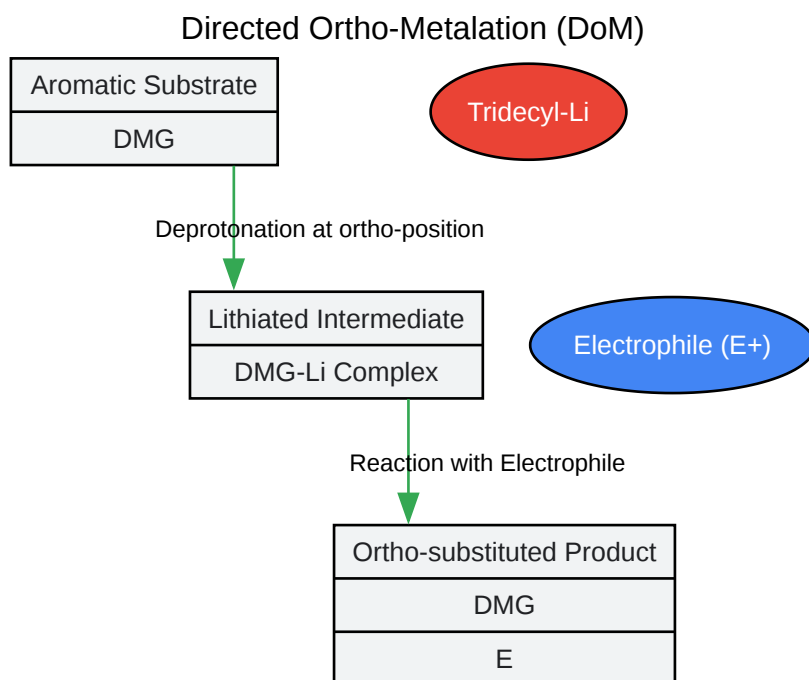 Directed Ortho-Metalation (DoM)
Aromatic Substrate
DMG
Tridecyl-Li
Deprotonation at ortho-position
Lithiated Intermediate
DMG-Li Complex
Electrophile (E+)
Reaction with Electrophile
Ortho-substituted Product
DMG
E